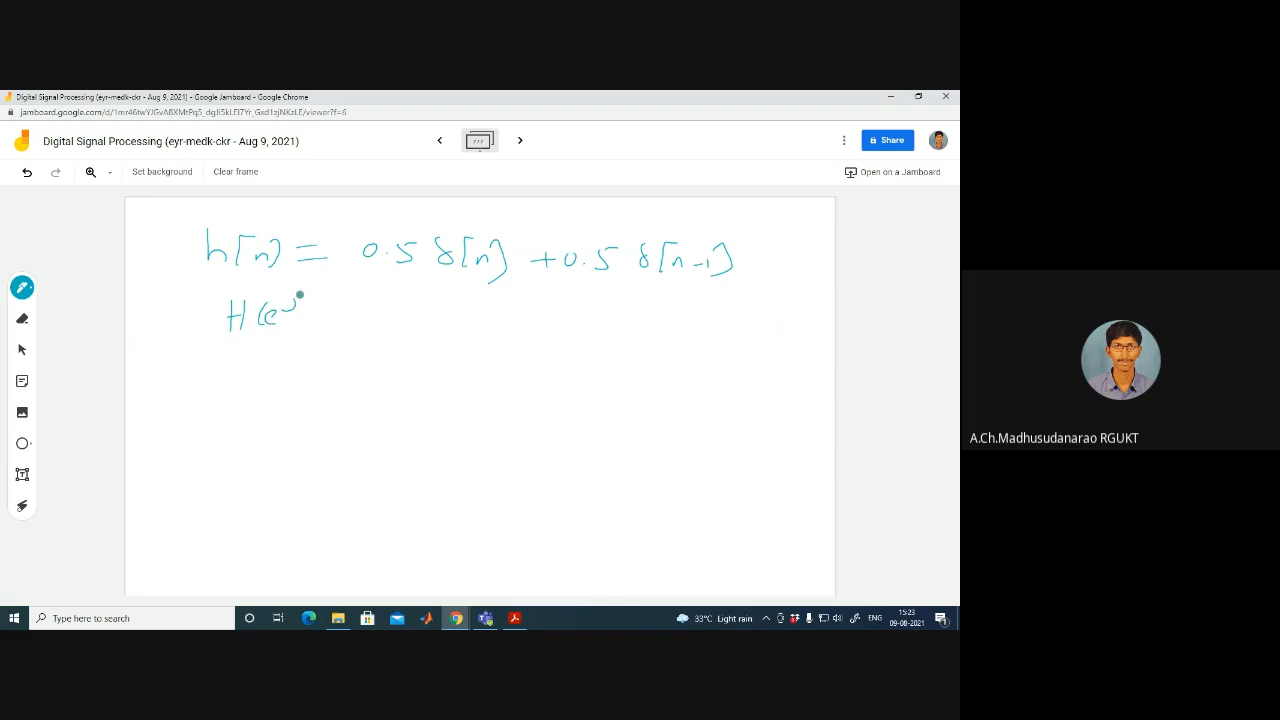 Digital Signal Processing (eyr-medk-ckr - Aug 9, 2021) - Google Jamboard - Google Chrome
Digital Signal Processing (eyr-medk-ckr - Aug 9, 2021)
Share
Set background
Clear frame
Open on a Jamboard
h[n] = 0.5 δ[n] + 0.5 δ[n-1]
H(e
A.Ch.Madhusudanarao RGUKT
Type here to search
33°C Light rain
ENG
15:23
09-08-2021